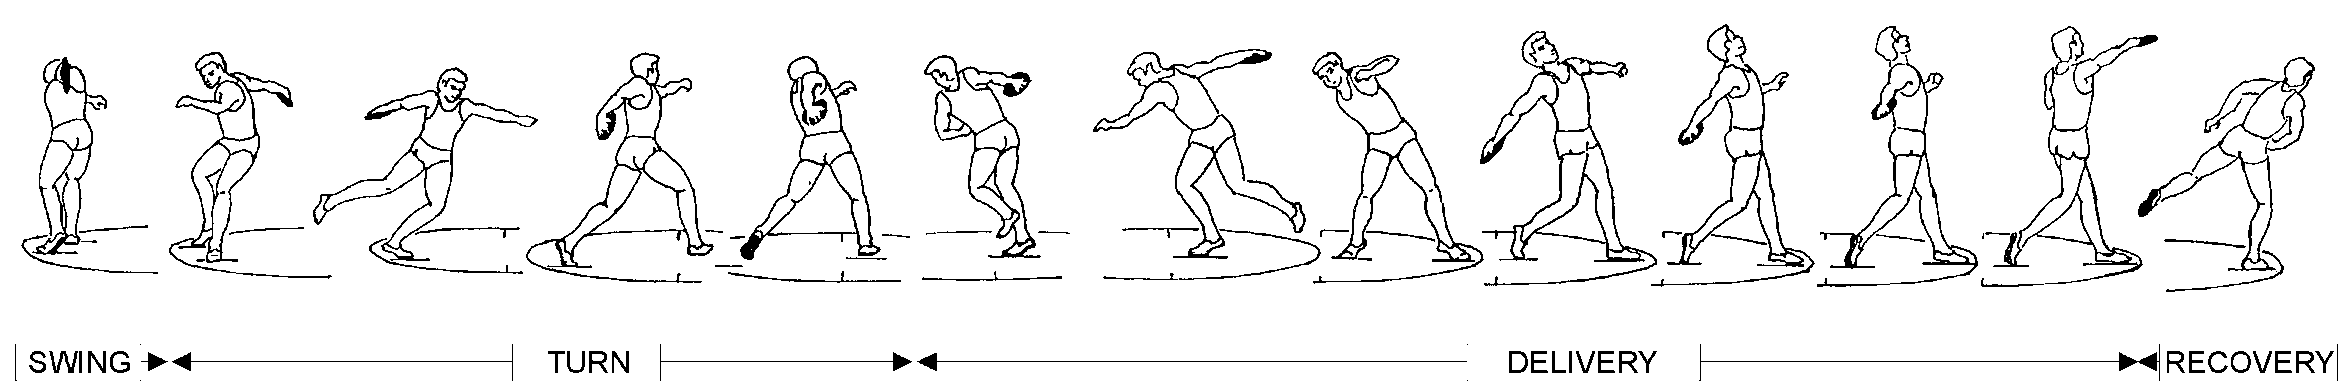 SWING TURN DELIVERY RECOVERY